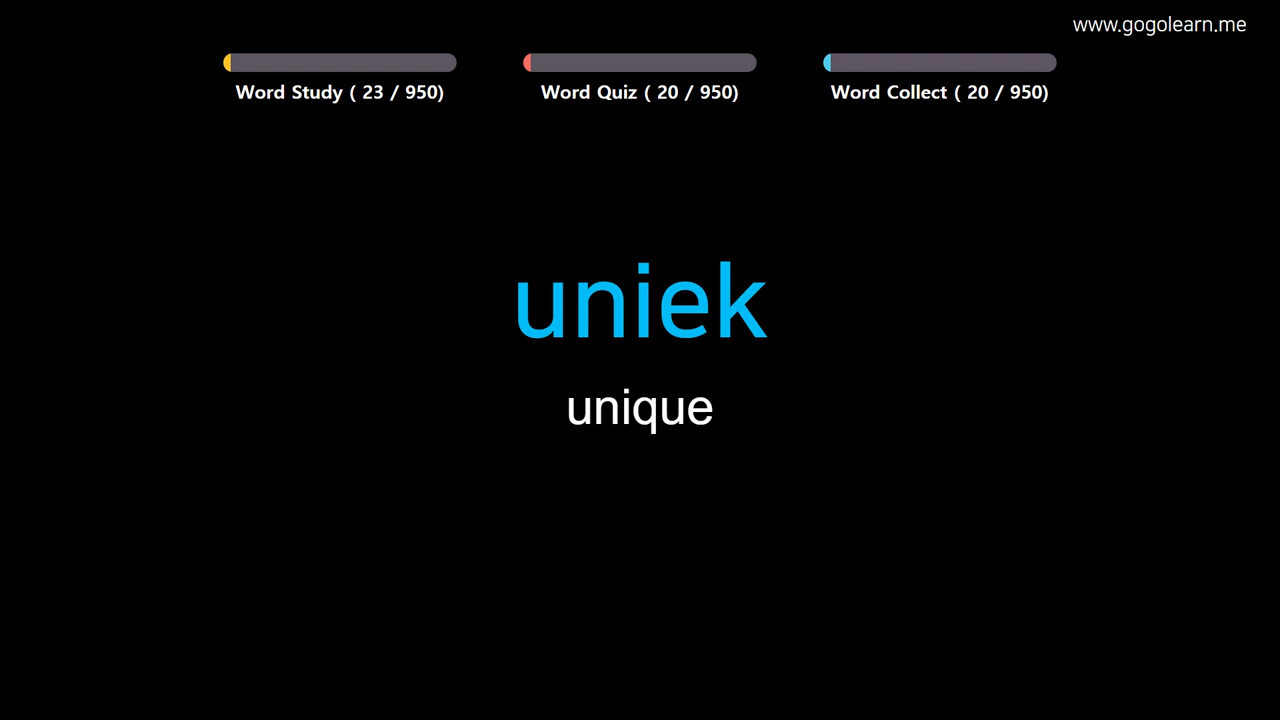 www.gogolearn.me
Word Study ( 23 / 950)
Word Quiz ( 20 / 950)
Word Collect ( 20 / 950)
uniek
unique